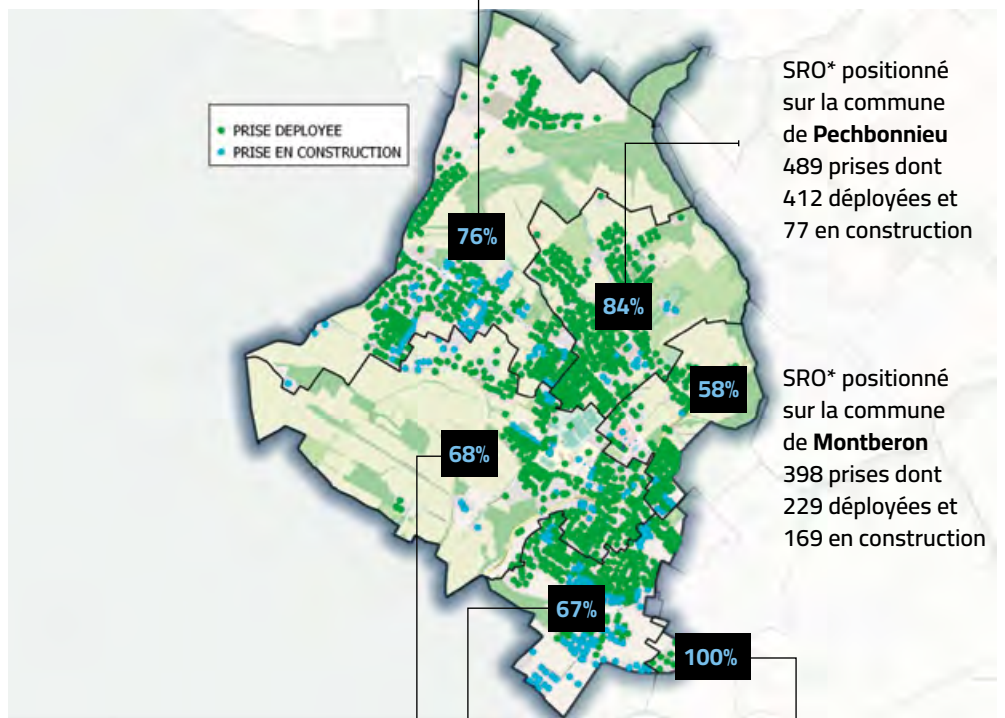 PRISE DEPLOYEE
PRISE EN CONSTRUCTION
76%
84%
58%
68%
67%
100%
SRO* positionné
sur la commune
de Pechbonnieu
489 prises dont
412 déployées et
77 en construction
SRO* positionné
sur la commune
de Montberon
398 prises dont
229 déployées et
169 en construction